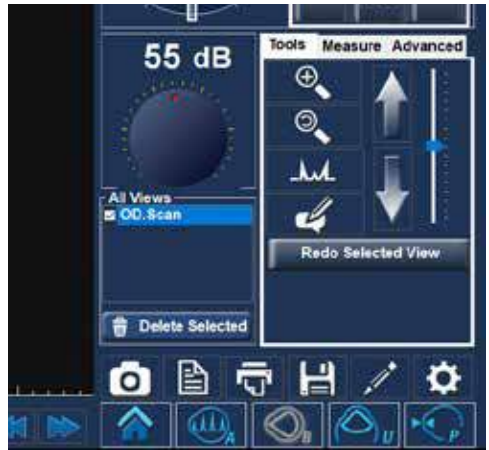 55 dB
Tools Measure Advanced
All Views
OD.Scan
Redo Selected View
Delete Selected
A
B
U
P